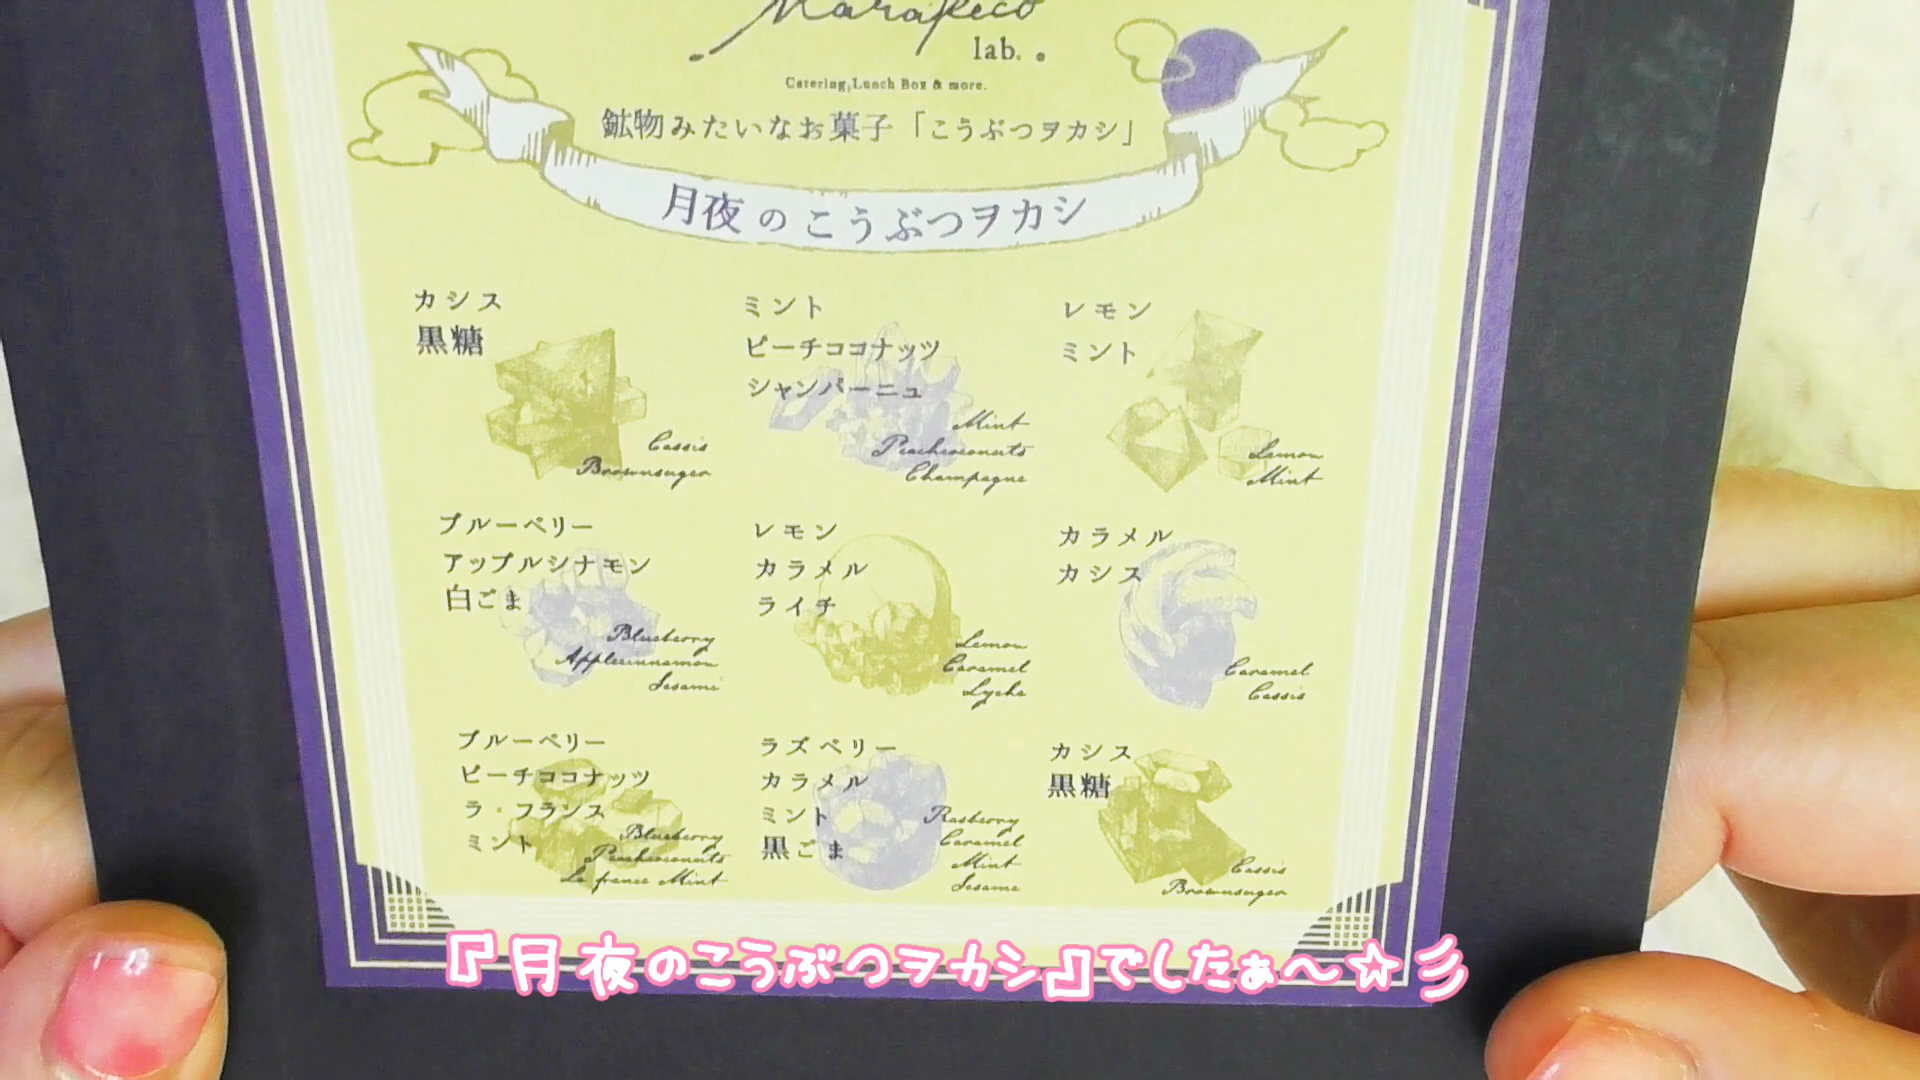 Marapeco
lab.
Catering, Lunch Box & more.
鉱物みたいなお菓子「こうぶつヲカシ」
月夜のこうぶつヲカシ
カシス
黒糖
Cassis
Brownsuger
ミント
ピーチココナッツ
シャンパーニュ
Mint
Peachcoconuts
Champagne
レモン
ミント
Lemon
Mint
ブルーベリー
アップルシナモン
白ごま
Blueberry
Applecinnamon
Sesami
レモン
カラメル
ライチ
Lemon
Caramel
Lyche
カラメル
カシス
Caramel
Cassis
ブルーベリー
ピーチココナッツ
ラ・フランス
ミント
Blueberry
Peachcoconuts
La france Mint
ラズベリー
カラメル
ミント
黒ごま
Rasberry
Caramel
Mint
Sesame
カシス
黒糖
Cassis
Brownsuger
『月夜のこうぶつヲカシ』でしたぁ〜☆彡